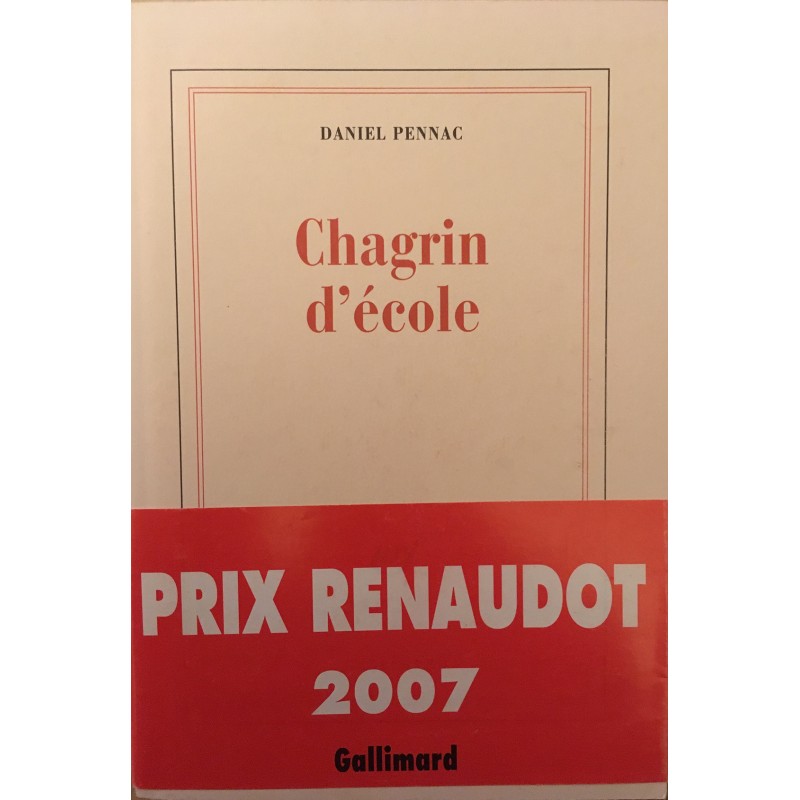 DANIEL PENNAC
Chagrin
d'école
PRIX RENAUDOT
2007
Gallimard